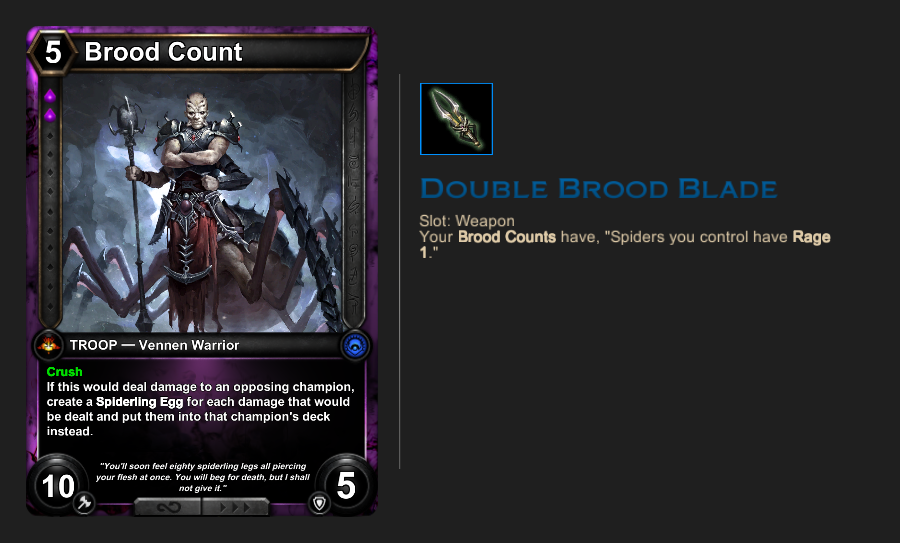 5 Brood Count
TROOP — Vennen Warrior
Crush
If this would deal damage to an opposing champion,
create a Spiderling Egg for each damage that would
be dealt and put them into that champion's deck
instead.
"You'll soon feel eighty spiderling legs all piercing
your flesh at once. You will beg for death, but I shall
not give it."
10
5
Double Brood Blade
Slot: Weapon
Your Brood Counts have, "Spiders you control have Rage
1."